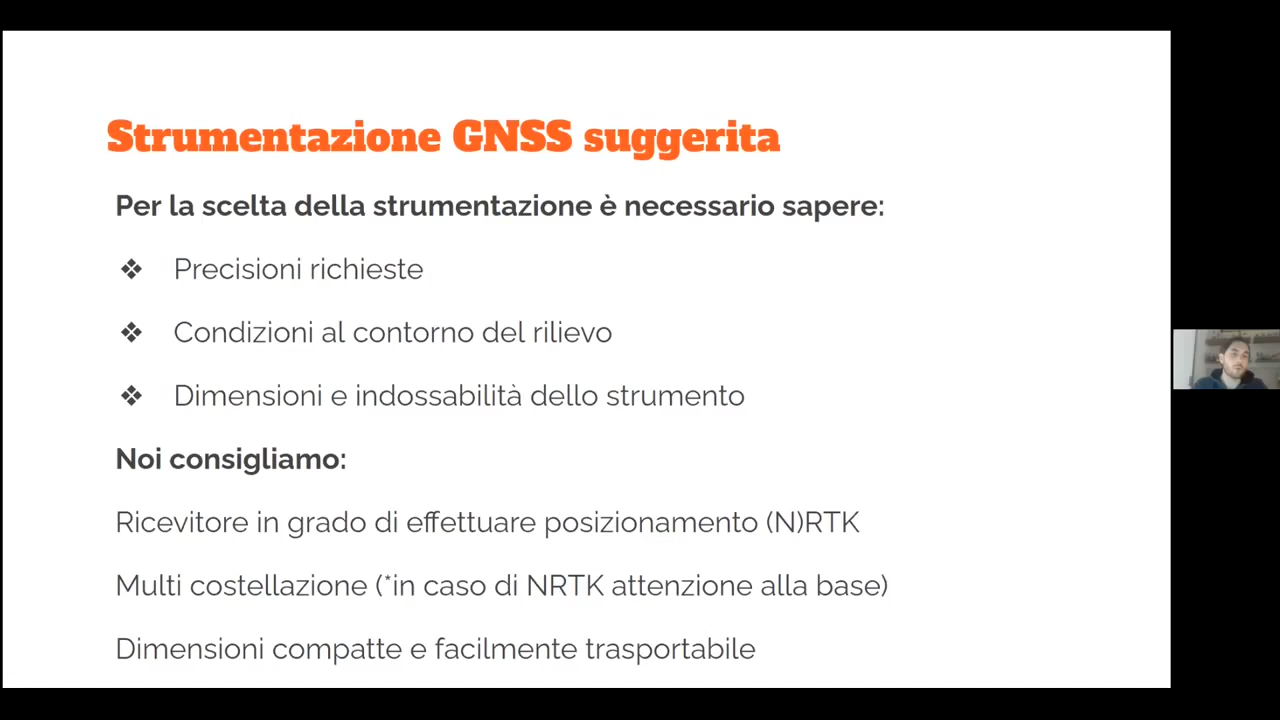 Strumentazione GNSS suggerita
Per la scelta della strumentazione è necessario sapere:
❖ Precisioni richieste
❖ Condizioni al contorno del rilievo
❖ Dimensioni e indossabilità dello strumento
Noi consigliamo:
Ricevitore in grado di effettuare posizionamento (N)RTK
Multi costellazione (*in caso di NRTK attenzione alla base)
Dimensioni compatte e facilmente trasportabile